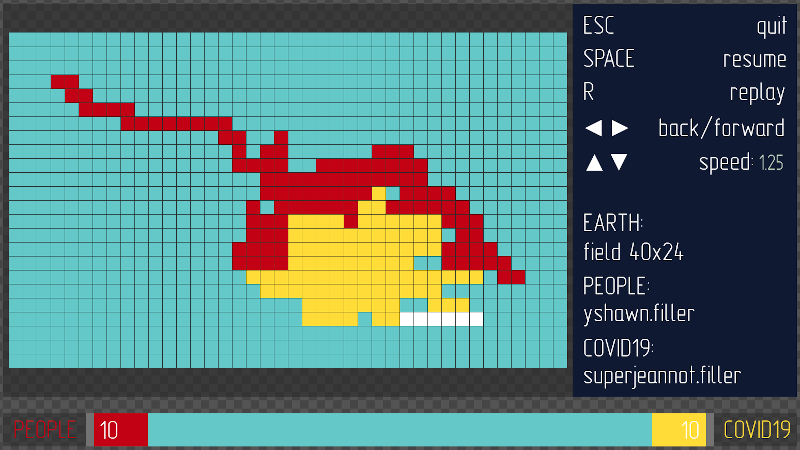 ESC quit
SPACE resume
R replay
◀ ▶ back/forward
▲ ▼ speed: 1.25
EARTH:
field 40x24
PEOPLE:
yshawn.filler
COVID19:
superjeannot.filler
PEOPLE 10 10 COVID19